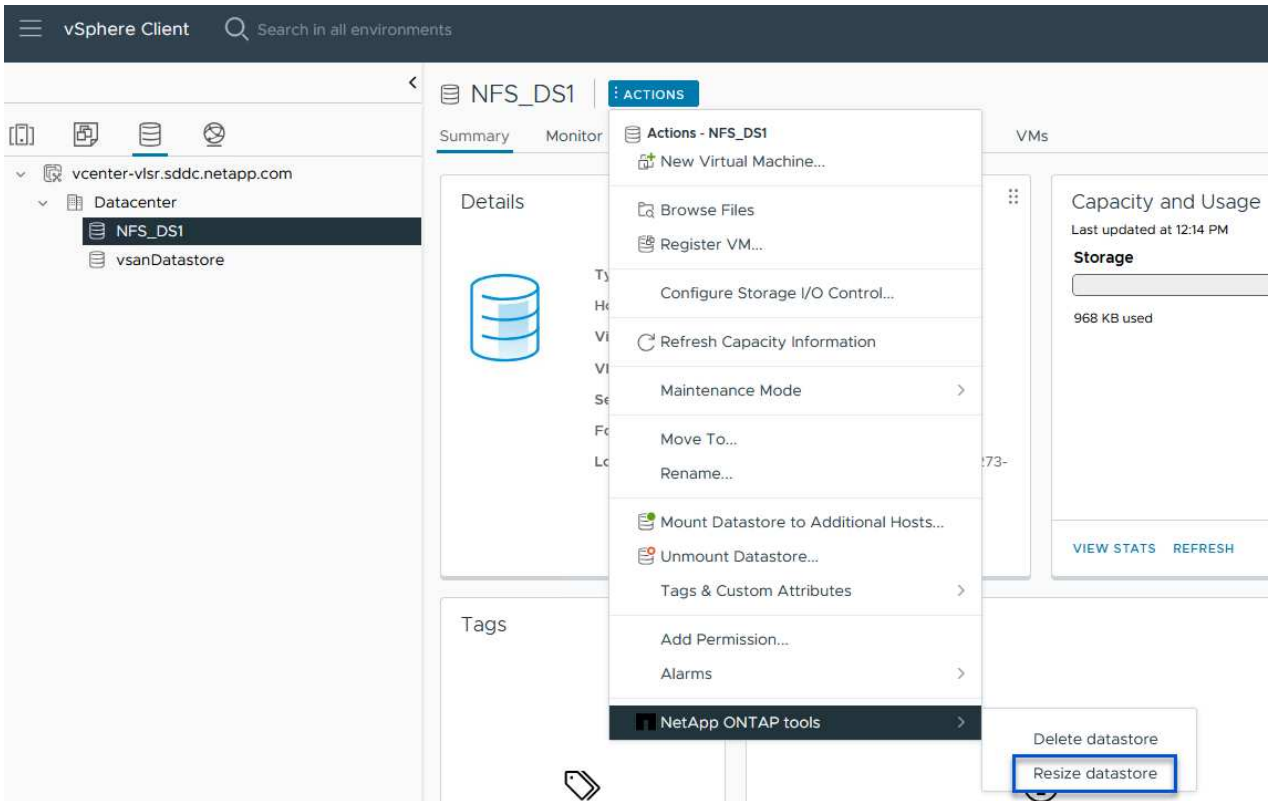 vSphere Client
Search in all environments
NFS_DS1
ACTIONS
Summary
Monitor
VMs
vcenter-vlsr.sddc.netapp.com
Datacenter
NFS_DS1
vsanDatastore
Details
Actions - NFS_DS1
New Virtual Machine...
Browse Files
Register VM...
Configure Storage I/O Control...
Refresh Capacity Information
Maintenance Mode
Move To...
Rename...
Mount Datastore to Additional Hosts...
Unmount Datastore...
Tags & Custom Attributes
Add Permission...
Alarms
NetApp ONTAP tools
Delete datastore
Resize datastore
Capacity and Usage
Last updated at 12:14 PM
Storage
968 KB used
VIEW STATS REFRESH
Tags